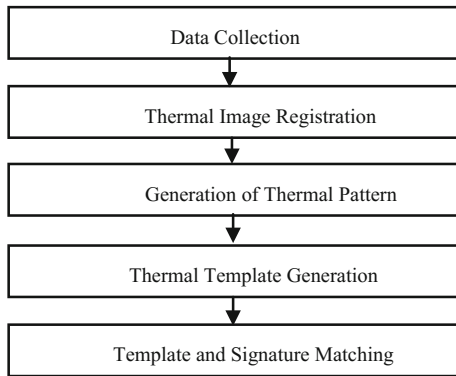 Data Collection
Thermal Image Registration
Generation of Thermal Pattern
Thermal Template Generation
Template and Signature Matching